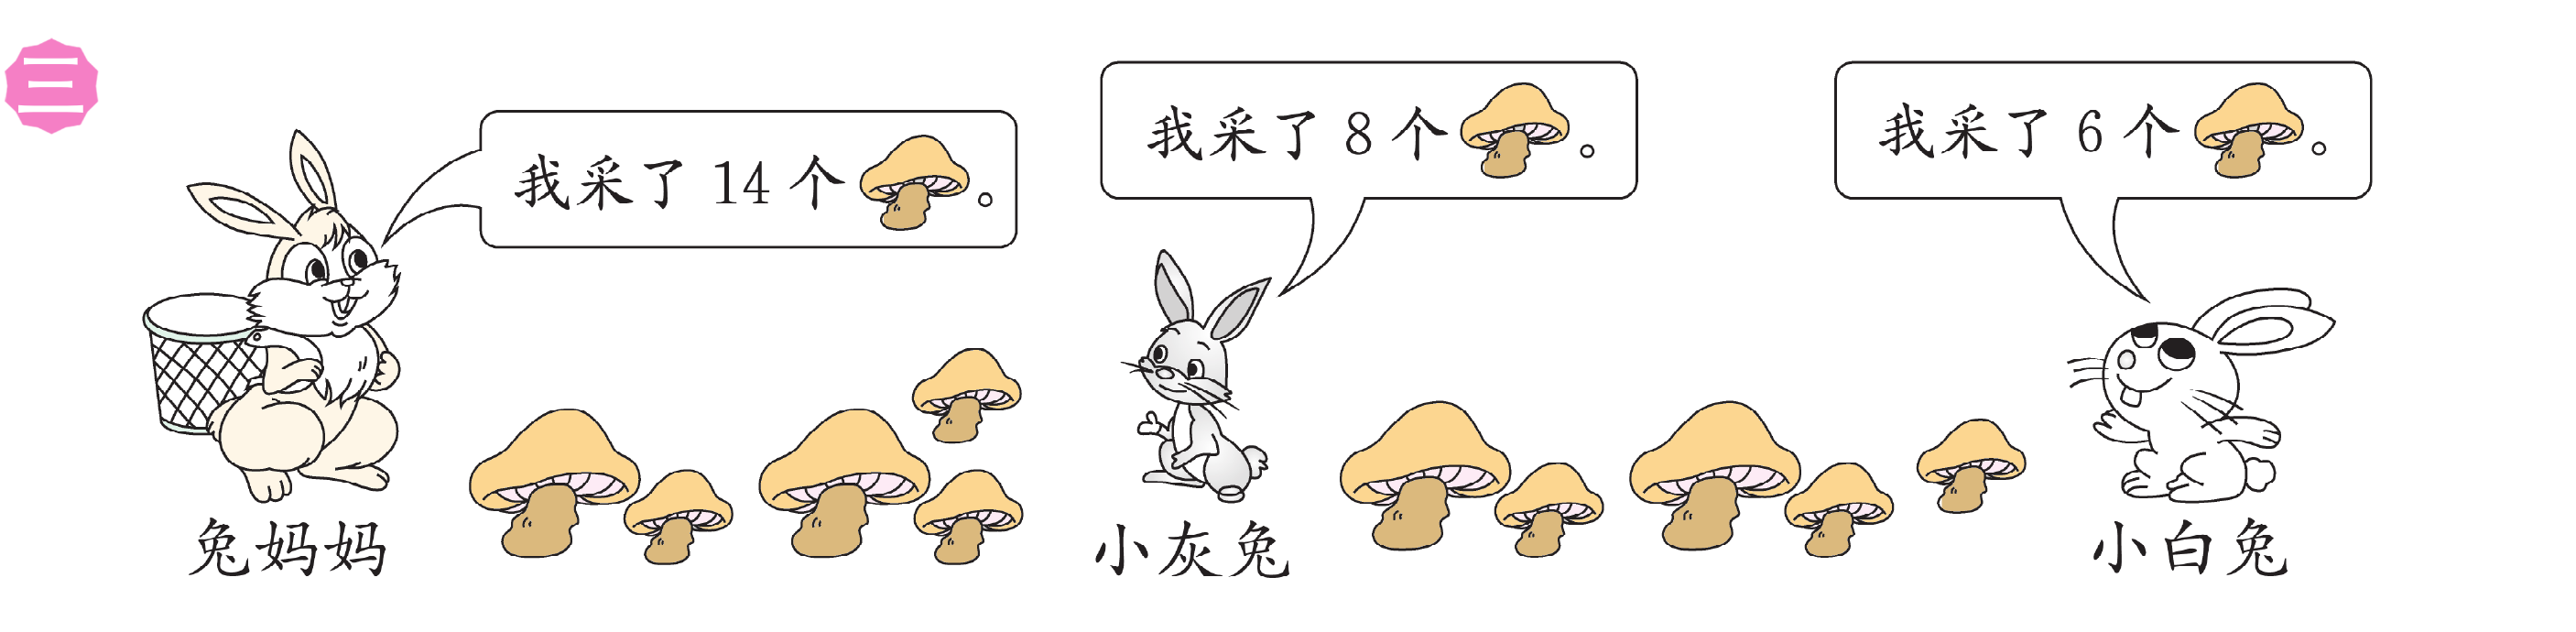 三
我采了 14 个。
我采了 8 个。
我采了 6 个。
兔妈妈
小灰兔
小白兔